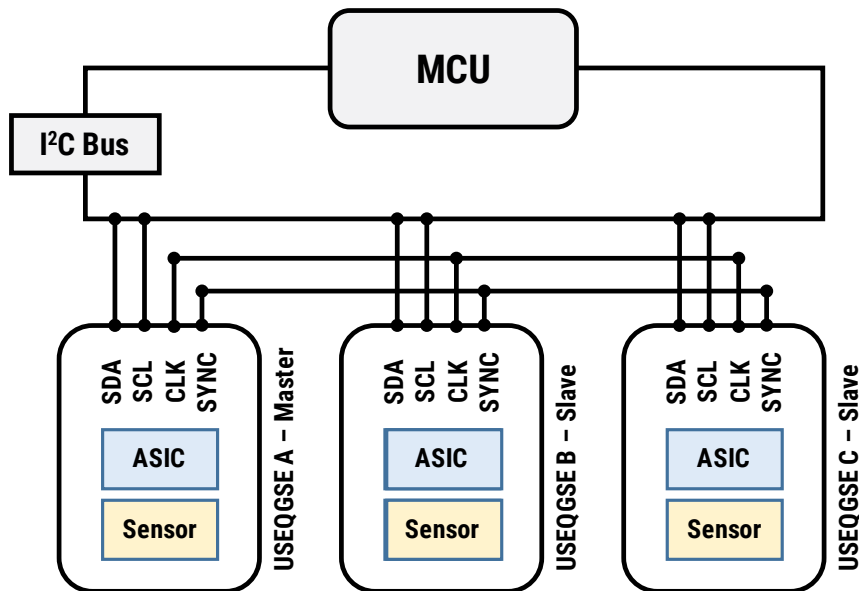 MCU
I²C Bus
SDA
SCL
CLK
SYNC
USEQGSE A – Master
ASIC
Sensor
SDA
SCL
CLK
SYNC
USEQGSE B – Slave
ASIC
Sensor
SDA
SCL
CLK
SYNC
USEQGSE C – Slave
ASIC
Sensor